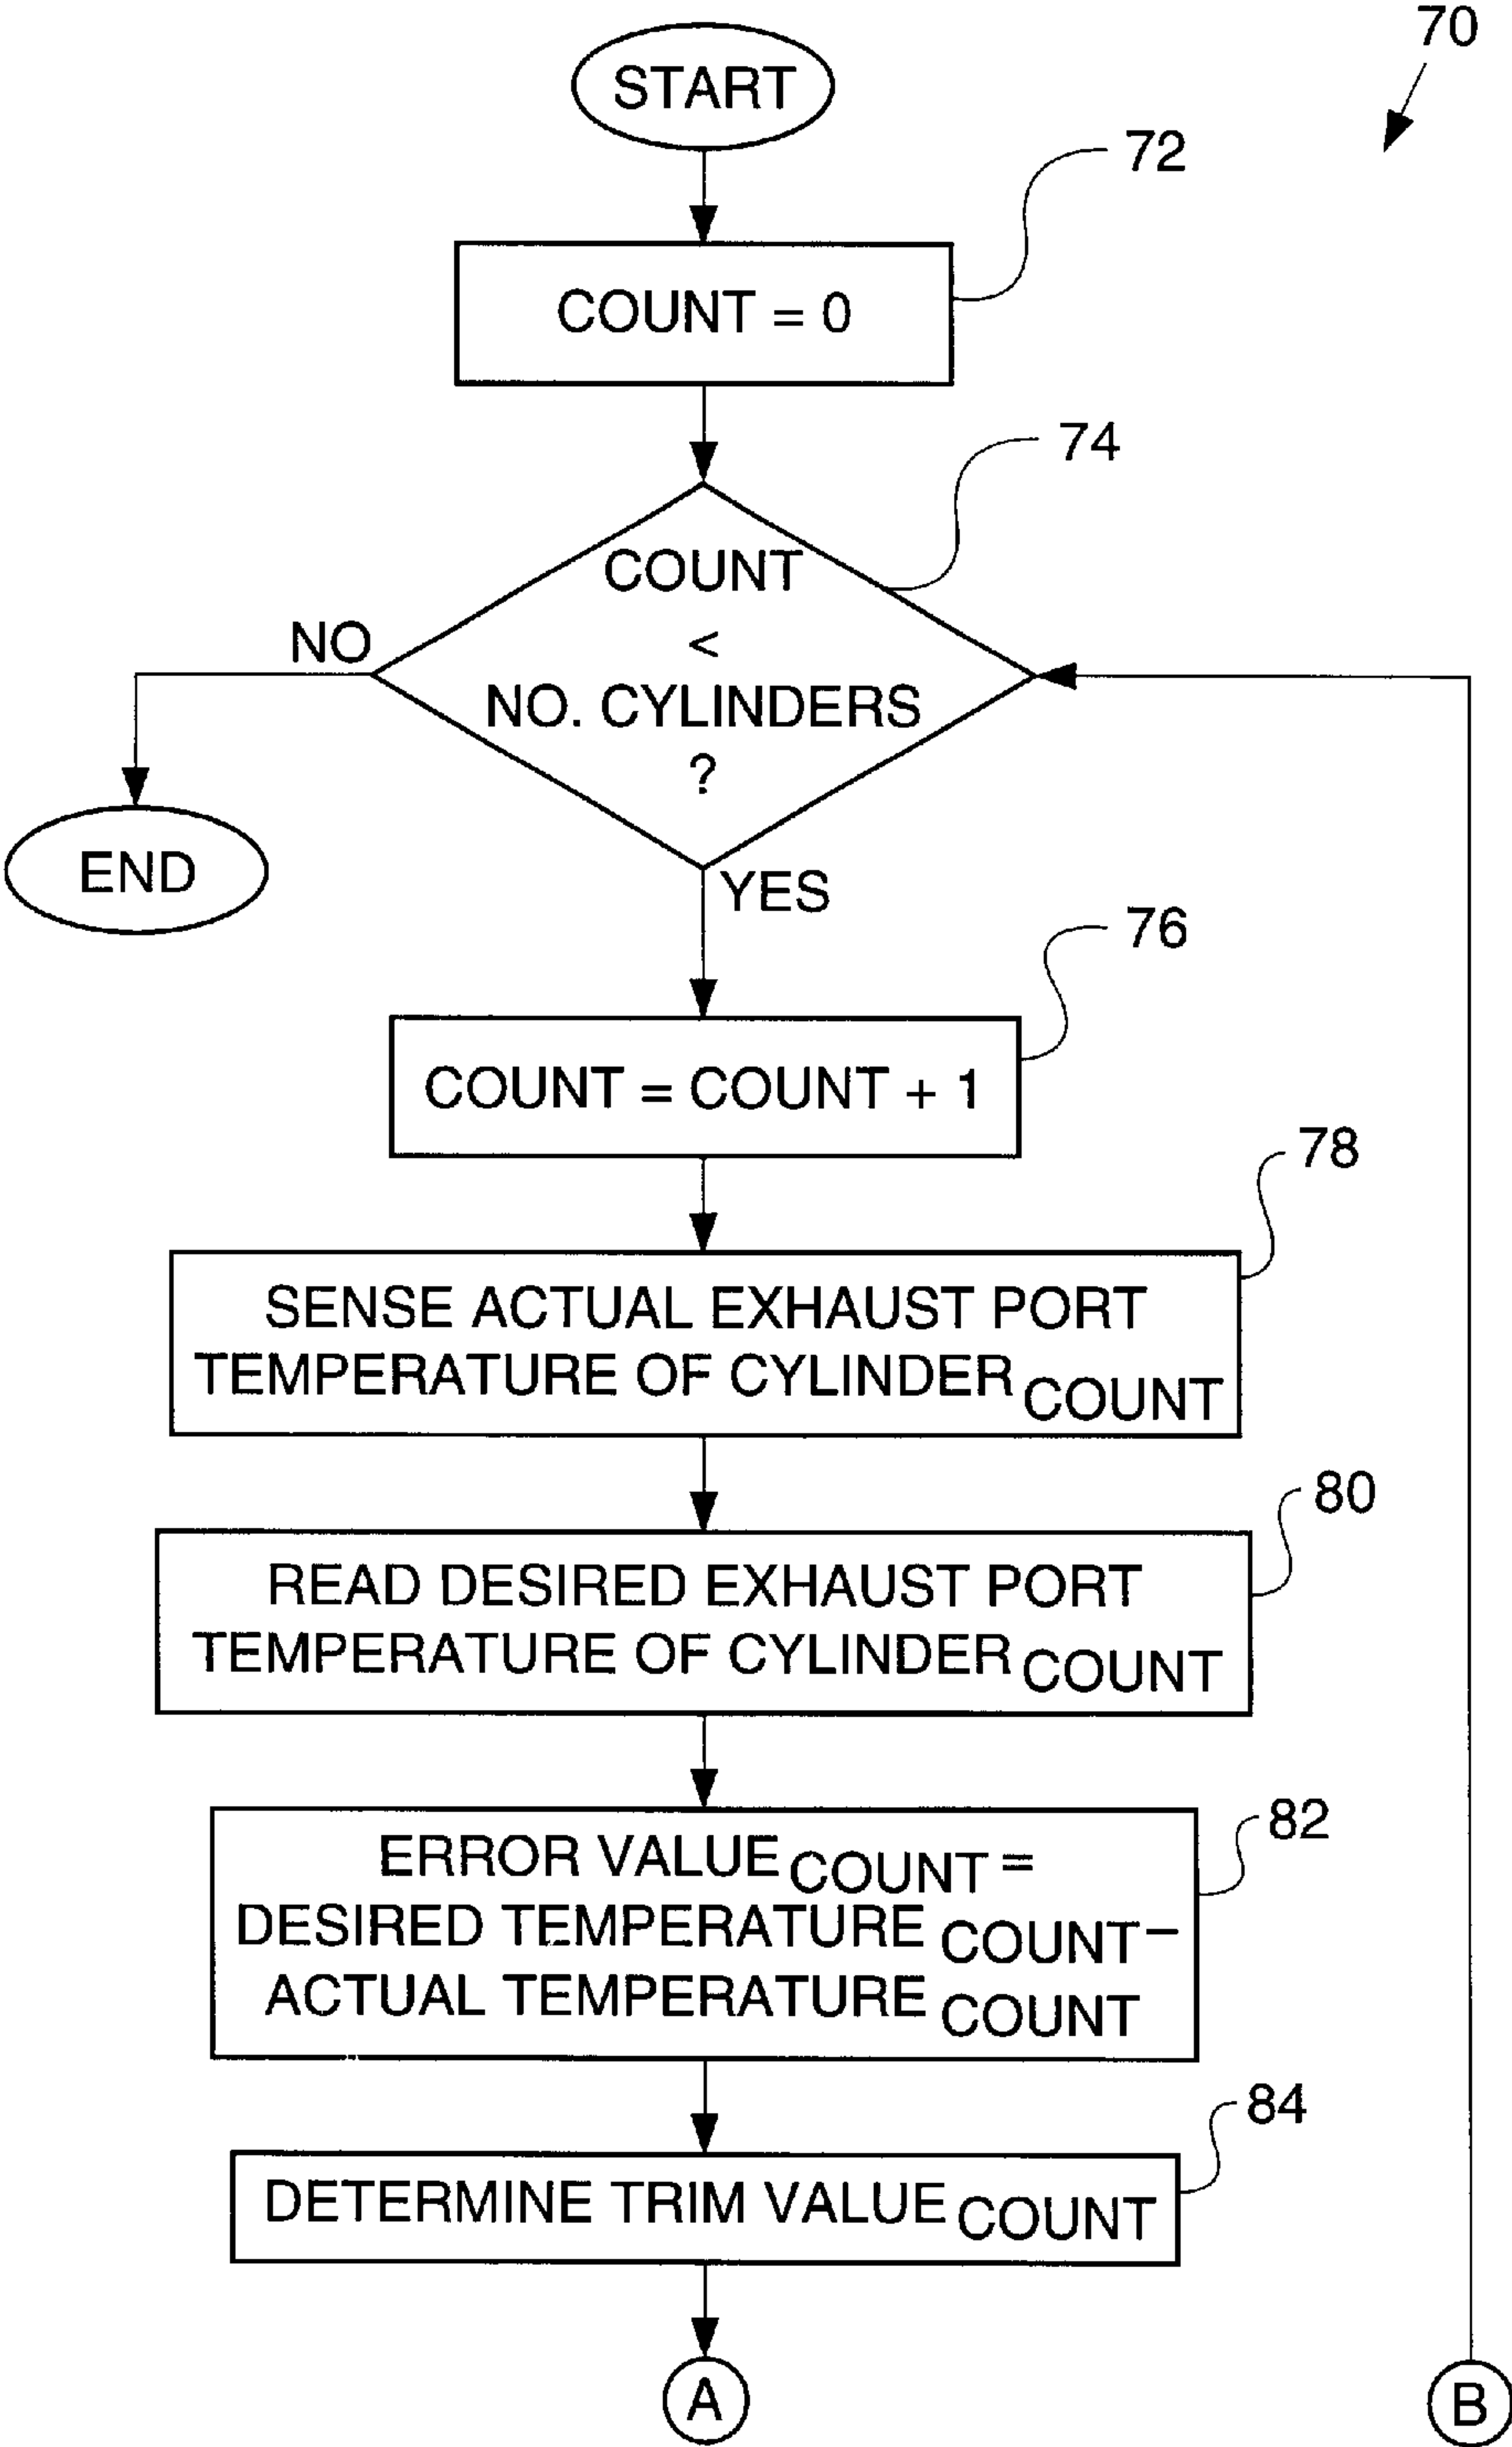 70
START
72
COUNT = 0
74
COUNT
<
NO. CYLINDERS
?
NO
END
YES
76
COUNT = COUNT + 1
78
SENSE ACTUAL EXHAUST PORT
TEMPERATURE OF CYLINDER COUNT
80
READ DESIRED EXHAUST PORT
TEMPERATURE OF CYLINDER COUNT
82
ERROR VALUE COUNT =
DESIRED TEMPERATURE COUNT –
ACTUAL TEMPERATURE COUNT
84
DETERMINE TRIM VALUE COUNT
A
B